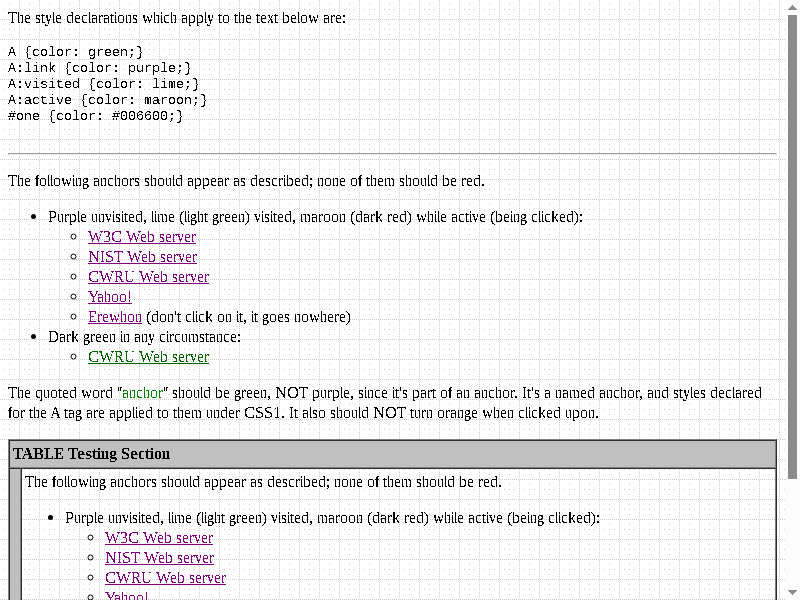 The style declarations which apply to the text below are:
A {color: green;}
A:link {color: purple;}
A:visited {color: lime;}
A:active {color: maroon;}
#one {color: #006600;}
The following anchors should appear as described; none of them should be red.
Purple unvisited, lime (light green) visited, maroon (dark red) while active (being clicked):
W3C Web server
NIST Web server
CWRU Web server
Yahoo!
Erewhon (don't click on it, it goes nowhere)
Dark green in any circumstance:
CWRU Web server
The quoted word "anchor" should be green, NOT purple, since it's part of an anchor. It's a named anchor, and styles declared
for the A tag are applied to them under CSS1. It also should NOT turn orange when clicked upon.
TABLE Testing Section
The following anchors should appear as described; none of them should be red.
Purple unvisited, lime (light green) visited, maroon (dark red) while active (being clicked):
W3C Web server
NIST Web server
CWRU Web server
Yahoo!